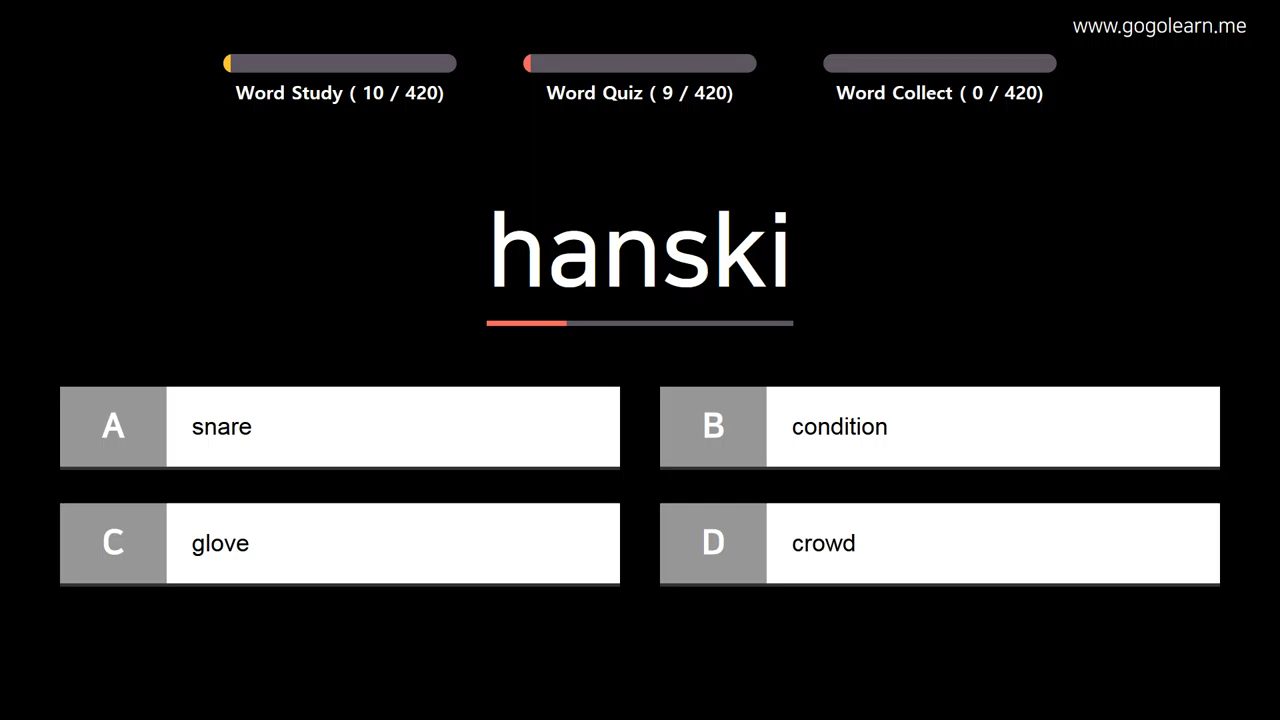 www.gogolearn.me
Word Study ( 10 / 420)
Word Quiz ( 9 / 420)
Word Collect ( 0 / 420)
hanski
A snare
B condition
C glove
D crowd